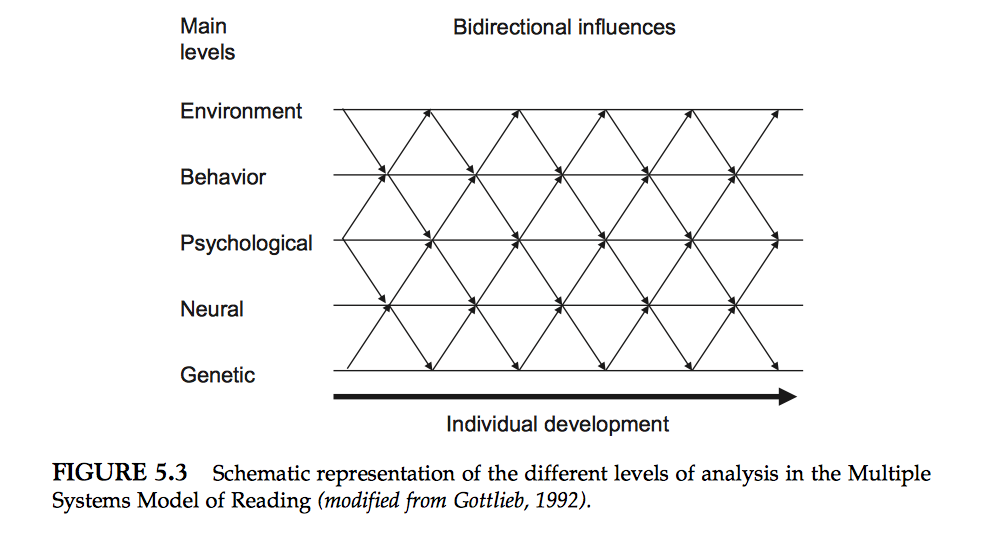 Main
levels
Bidirectional influences
Environment
Behavior
Psychological
Neural
Genetic
Individual development
FIGURE 5.3 Schematic representation of the different levels of analysis in the Multiple
Systems Model of Reading (modified from Gottlieb, 1992).